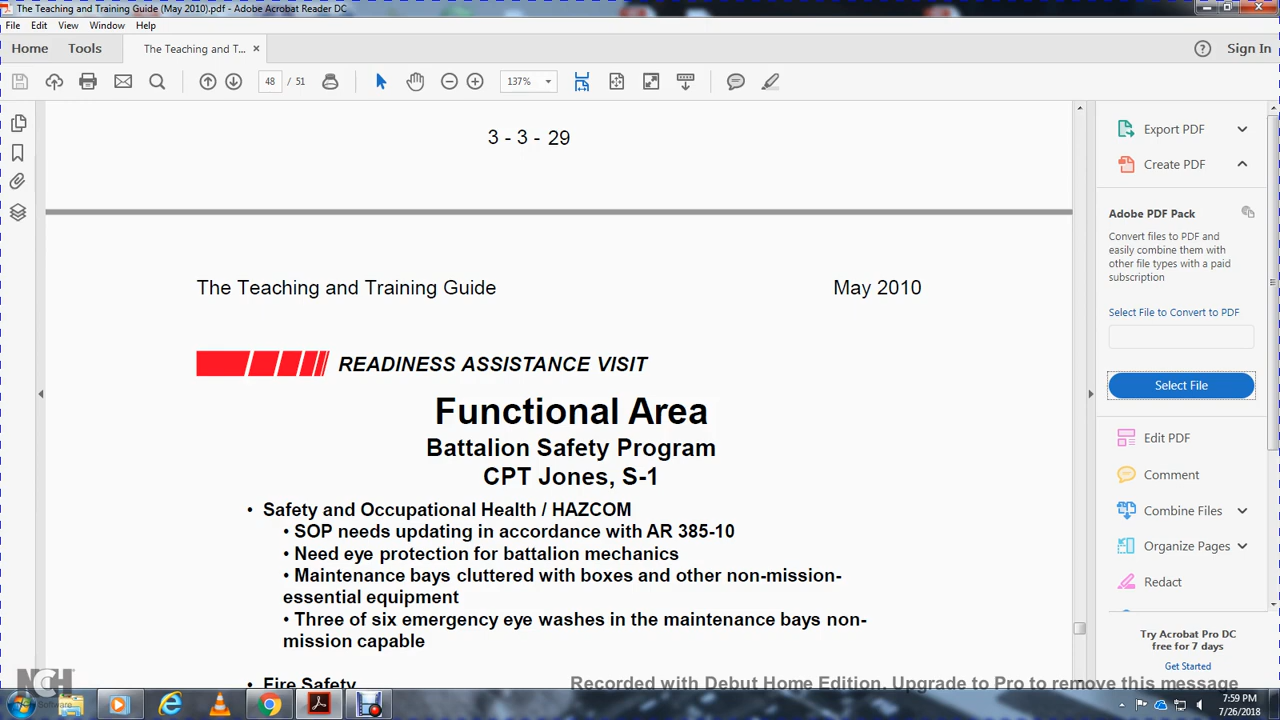 The Teaching and Training Guide (May 2010).pdf - Adobe Acrobat Reader DC
File Edit View Window Help
Home Tools The Teaching and T... × Sign In
48 / 51 137%
3 - 3 - 29
The Teaching and Training Guide May 2010
READINESS ASSISTANCE VISIT
Functional Area
Battalion Safety Program
CPT Jones, S-1
• Safety and Occupational Health / HAZCOM
• SOP needs updating in accordance with AR 385-10
• Need eye protection for battalion mechanics
• Maintenance bays cluttered with boxes and other non-mission-
essential equipment
• Three of six emergency eye washes in the maintenance bays non-
mission capable
• Fire Safety
Export PDF
Create PDF
Adobe PDF Pack
Convert files to PDF and
easily combine them with
other file types with a paid
subscription
Select File to Convert to PDF
Select File
Edit PDF
Comment
Combine Files
Organize Pages
Redact
Try Acrobat Pro DC
free for 7 days
Get Started
NCH
Software
Recorded with Debut Home Edition. Upgrade to Pro to remove this message
7:59 PM
7/26/2018